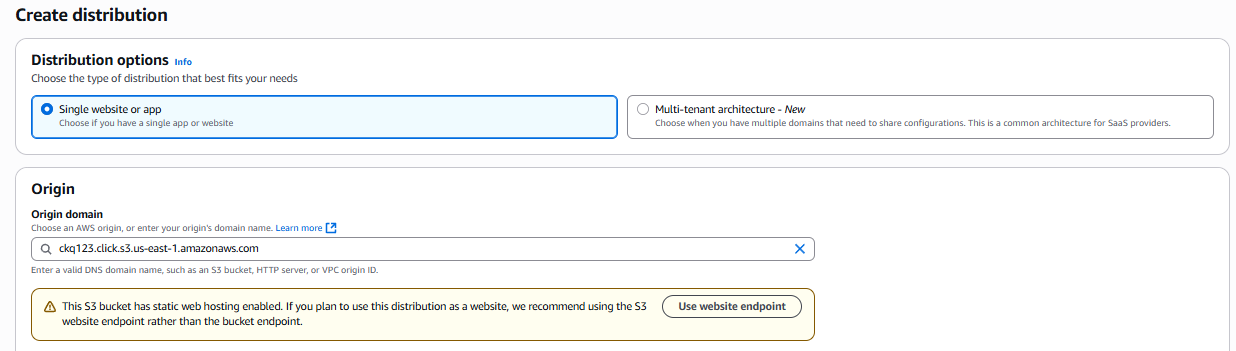 Create distribution
Distribution options Info
Choose the type of distribution that best fits your needs
Single website or app
Choose if you have a single app or website
Multi-tenant architecture - New
Choose when you have multiple domains that need to share configurations. This is a common architecture for SaaS providers.
Origin
Origin domain
Choose an AWS origin, or enter your origin's domain name. Learn more
ckq123.click.s3.us-east-1.amazonaws.com
Enter a valid DNS domain name, such as an S3 bucket, HTTP server, or VPC origin ID.
This S3 bucket has static web hosting enabled. If you plan to use this distribution as a website, we recommend using the S3
website endpoint rather than the bucket endpoint.
Use website endpoint